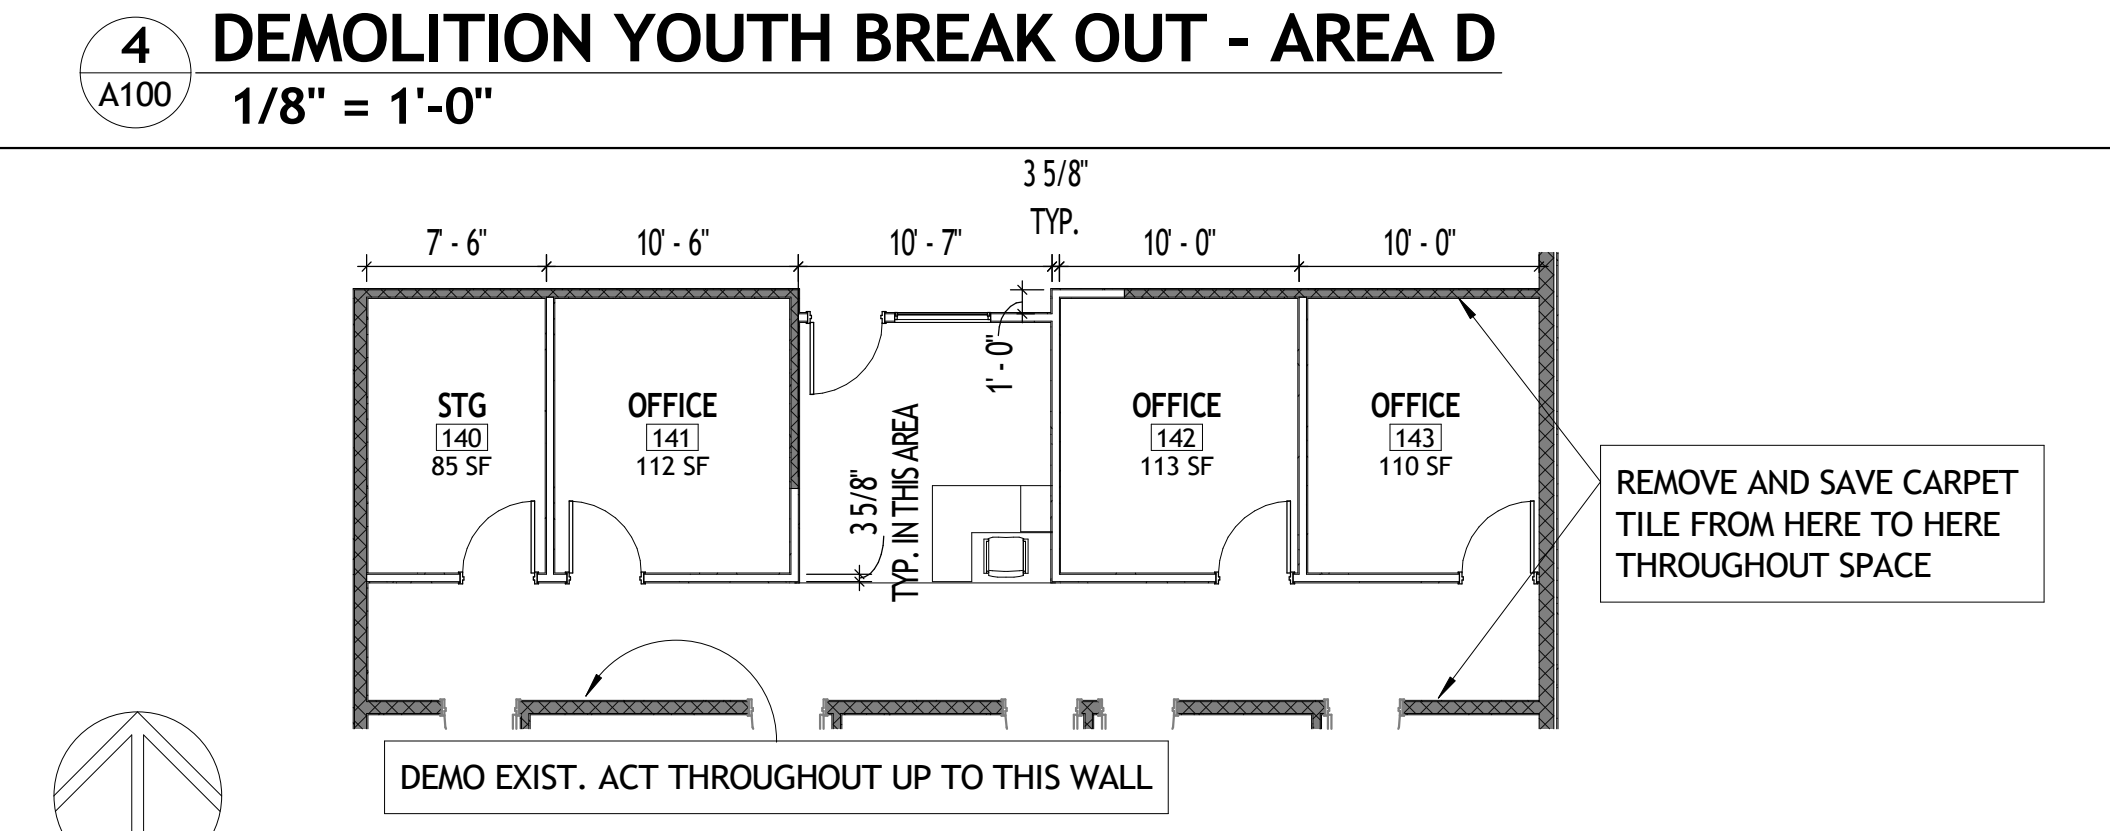 4
A100
DEMOLITION YOUTH BREAK OUT - AREA D
1/8" = 1'-0"
3 5/8"
TYP.
7' - 6"
10' - 6"
10' - 7"
10' - 0"
10' - 0"
1' - 0"
STG
140
85 SF
OFFICE
141
112 SF
3 5/8"
TYP. IN THIS AREA
OFFICE
142
113 SF
OFFICE
143
110 SF
REMOVE AND SAVE CARPET
TILE FROM HERE TO HERE
THROUGHOUT SPACE
DEMO EXIST. ACT THROUGHOUT UP TO THIS WALL